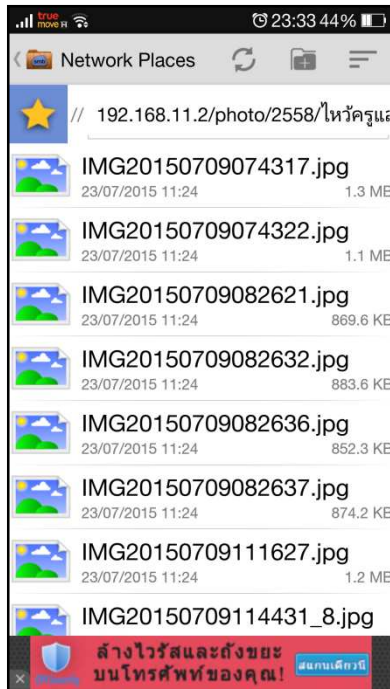 true move H 23:33 44%
Network Places
// 192.168.11.2/photo/2558/ไหว้ครูแล
IMG20150709074317.jpg
23/07/2015 11:24 1.3 MB
IMG20150709074322.jpg
23/07/2015 11:24 1.1 MB
IMG20150709082621.jpg
23/07/2015 11:24 869.6 KB
IMG20150709082632.jpg
23/07/2015 11:24 883.6 KB
IMG20150709082636.jpg
23/07/2015 11:24 852.3 KB
IMG20150709082637.jpg
23/07/2015 11:24 874.2 KB
IMG20150709111627.jpg
23/07/2015 11:24 1.2 MB
IMG20150709114431_8.jpg
ล้างไวรัสและถังขยะ
บนโทรศัพท์ของคุณ!
สแกนเดี๋ยวนี้